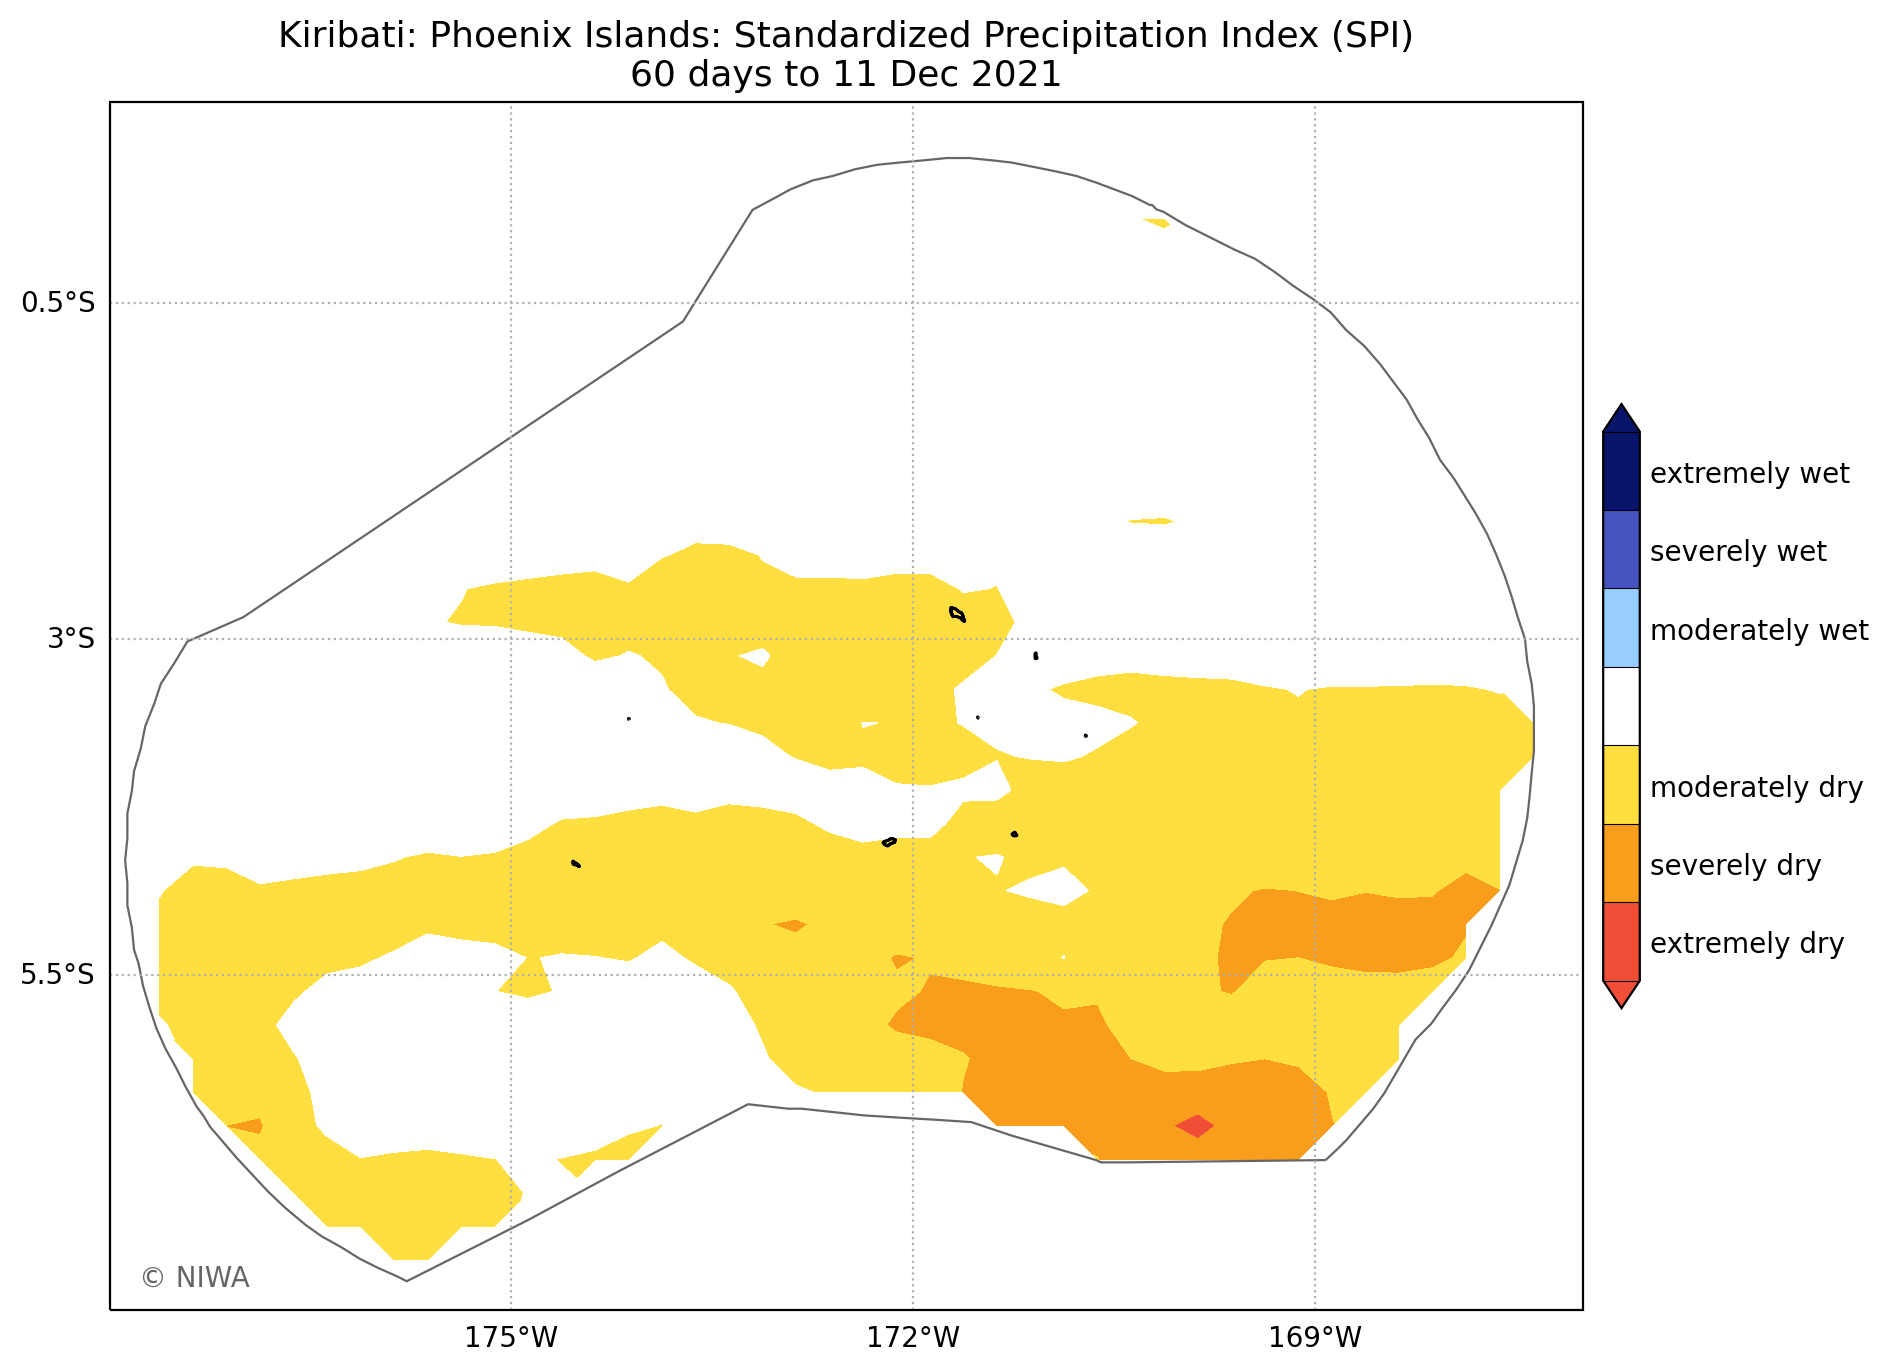 Kiribati: Phoenix Islands: Standardized Precipitation Index (SPI)
60 days to 11 Dec 2021
0.5°S
3°S
5.5°S
175°W
172°W
169°W
extremely wet
severely wet
moderately wet
moderately dry
severely dry
extremely dry
© NIWA